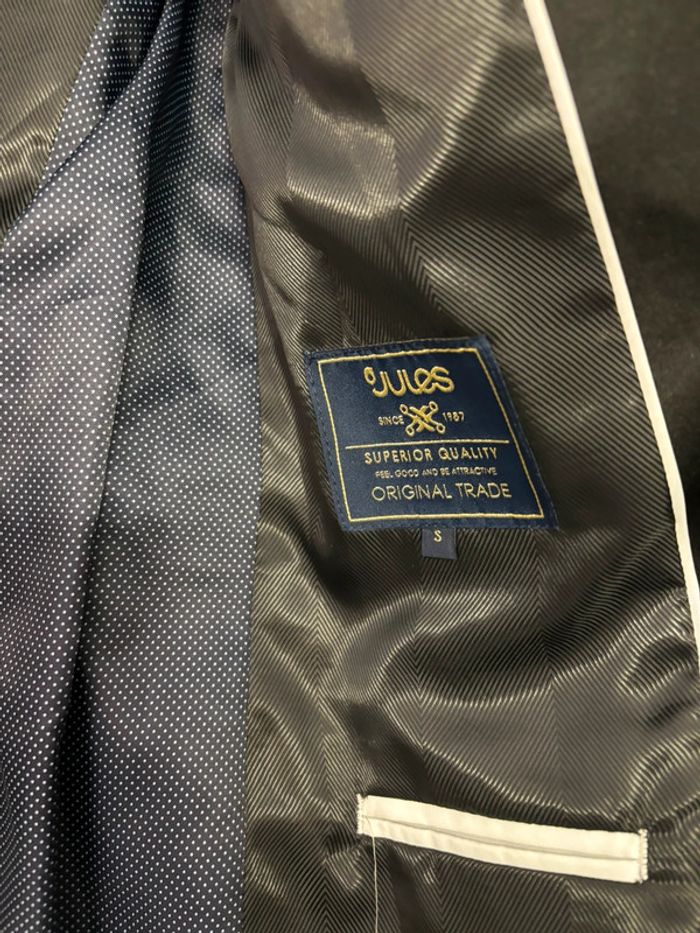 JULES
SINCE 1987
SUPERIOR QUALITY
FEEL GOOD AND BE ATTRACTIVE
ORIGINAL TRADE
S